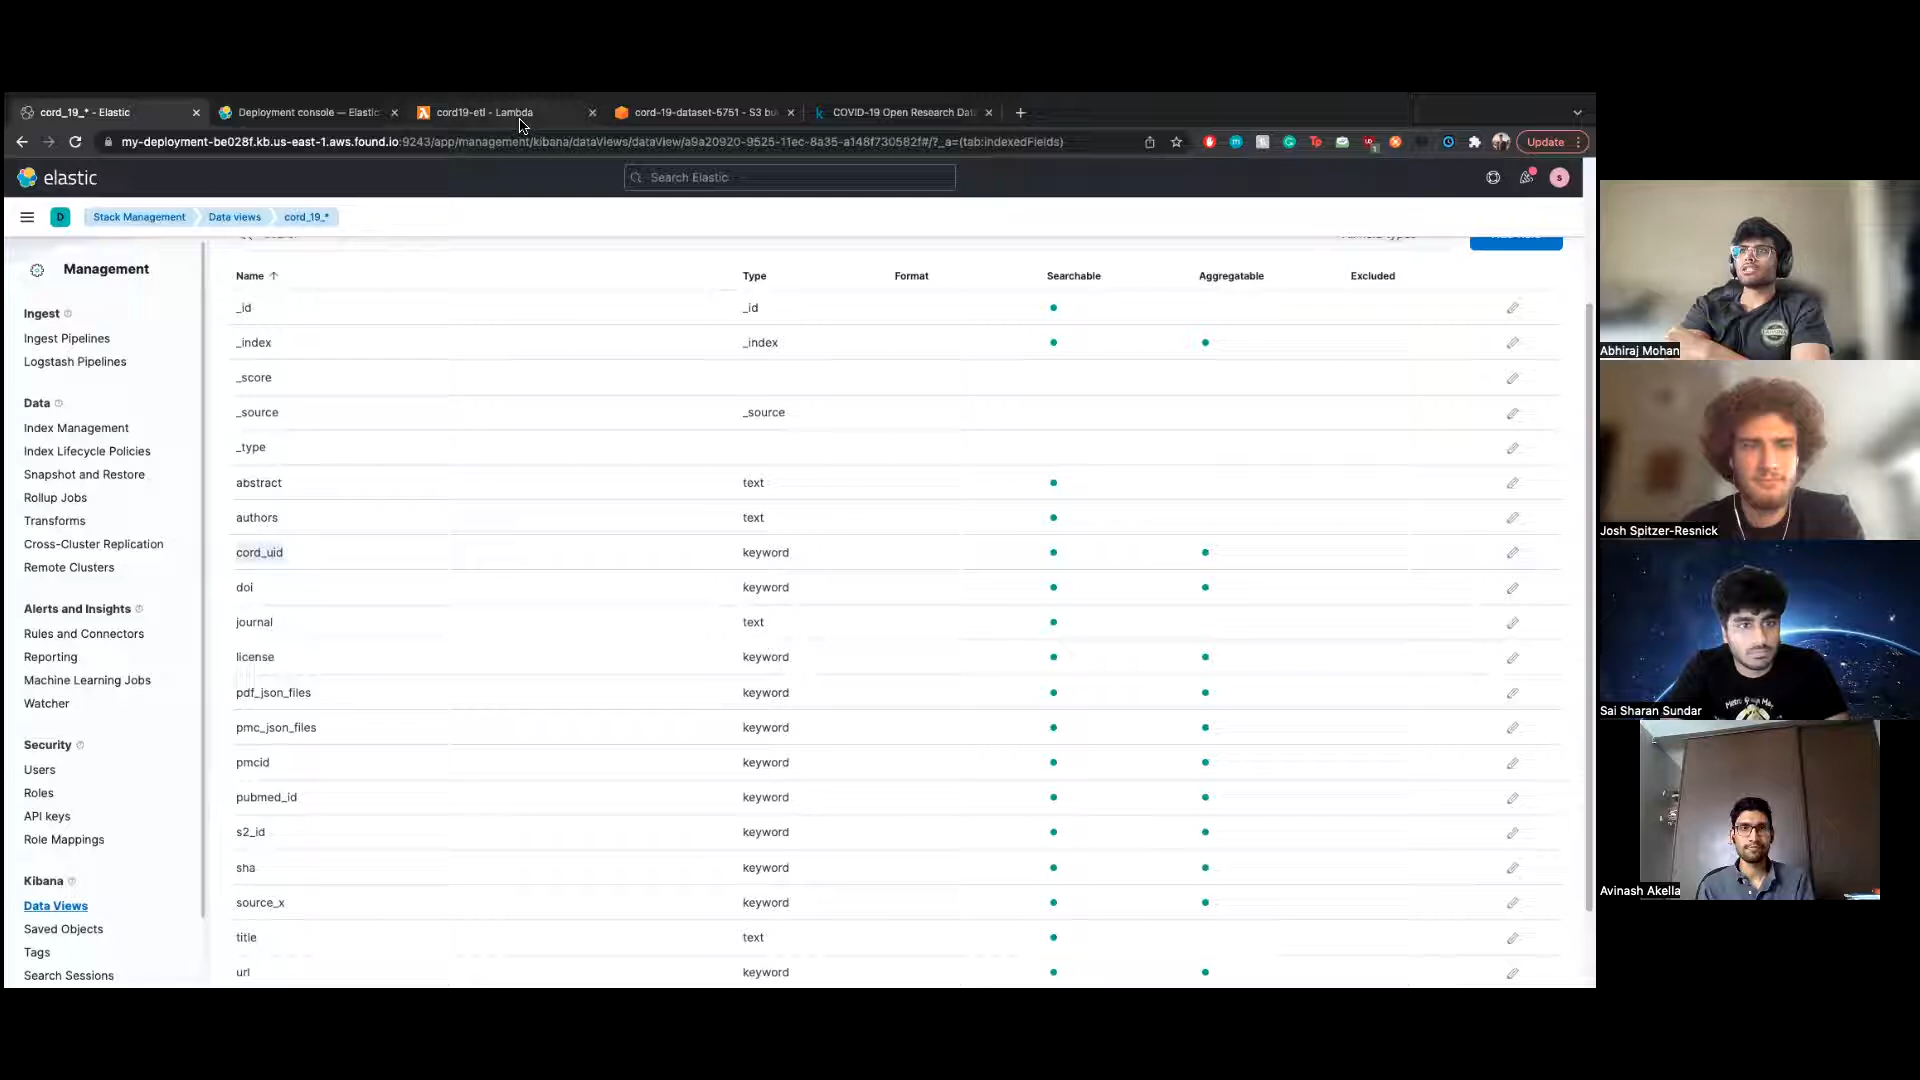 cord_19_* - Elastic
Deployment console — Elastic
cord19-etl - Lambda
cord-19-dataset-5751 - S3 bu
COVID-19 Open Research Dat
my-deployment-be028f.kb.us-east-1.aws.found.io:9243/app/management/kibana/dataViews/dataView/a9a20920-9525-11ec-8a35-a148f730582f#/?_a=(tab:indexedFields)
Update
elastic
Search Elastic
s
D
Stack Management
Data views
cord_19_*
Management
Ingest
Ingest Pipelines
Logstash Pipelines
Data
Index Management
Index Lifecycle Policies
Snapshot and Restore
Rollup Jobs
Transforms
Cross-Cluster Replication
Remote Clusters
Alerts and Insights
Rules and Connectors
Reporting
Machine Learning Jobs
Watcher
Security
Users
Roles
API keys
Role Mappings
Kibana
Data Views
Saved Objects
Tags
Search Sessions
Name Type Format Searchable Aggregatable Excluded
_id _id
_index _index
_score
_source _source
_type
abstract text
authors text
cord_uid keyword
doi keyword
journal text
license keyword
pdf_json_files keyword
pmc_json_files keyword
pmcid keyword
pubmed_id keyword
s2_id keyword
sha keyword
source_x keyword
title text
url keyword
Abhiraj Mohan
Josh Spitzer-Resnick
Sai Sharan Sundar
Avinash Akella